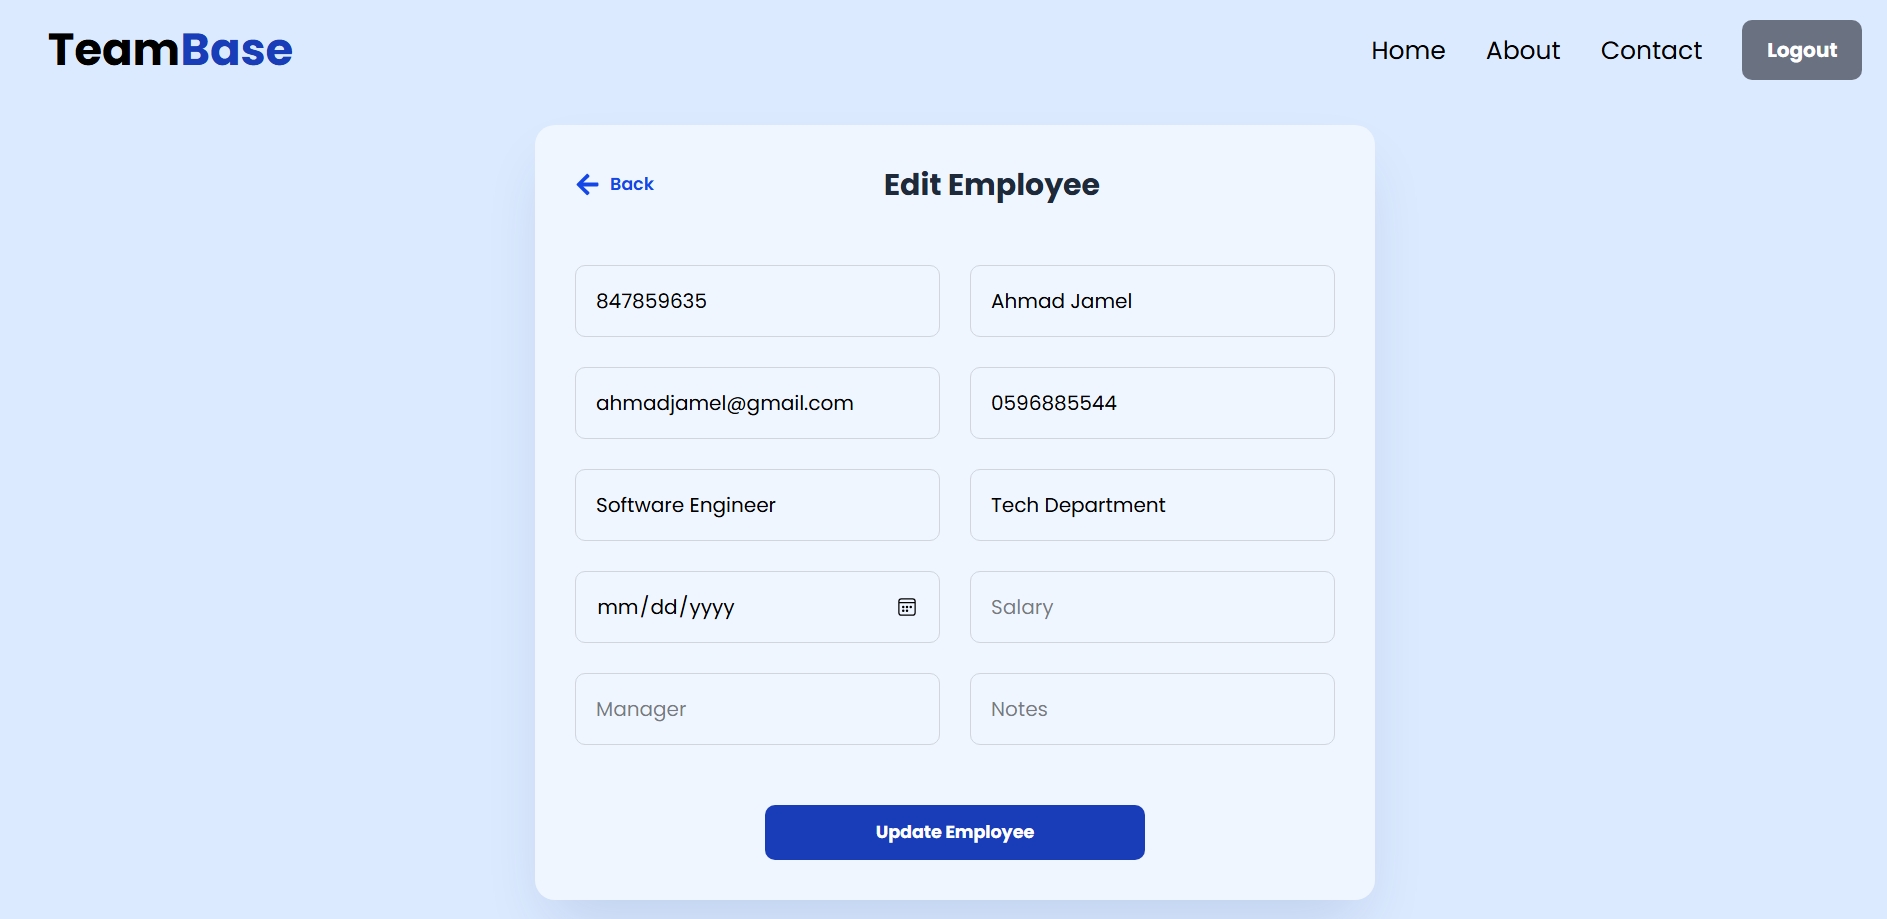 TeamBase
Home About Contact Logout
Back
Edit Employee
847859635
Ahmad Jamel
ahmadjamel@gmail.com
0596885544
Software Engineer
Tech Department
mm/dd/yyyy
Salary
Manager
Notes
Update Employee